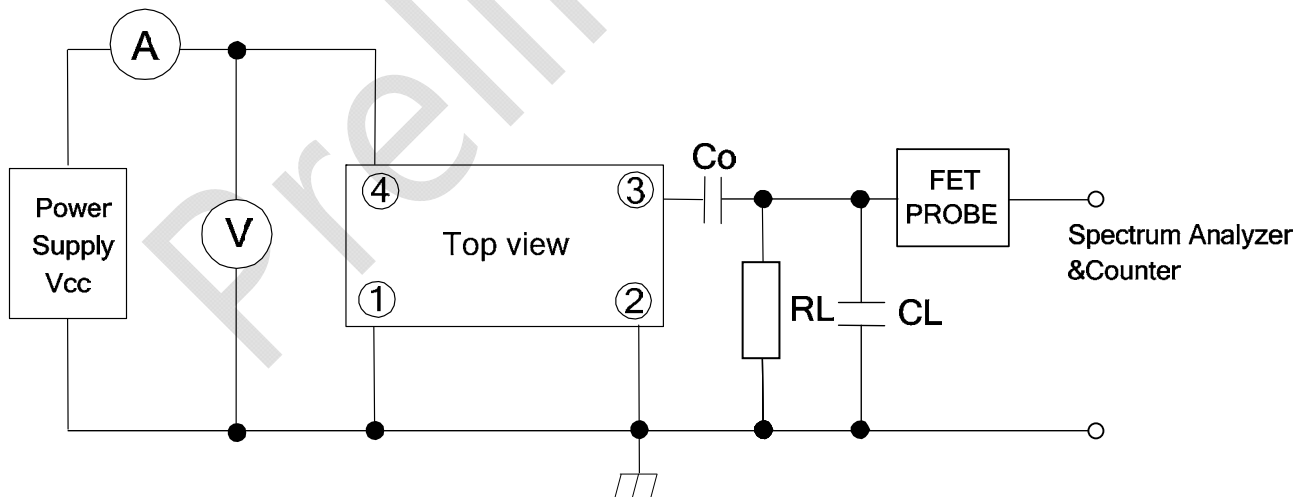 Preli
A
Power
Supply
Vcc
V
4
3
Top view
1
2
Co
RL
CL
FET
PROBE
Spectrum Analyzer
&Counter